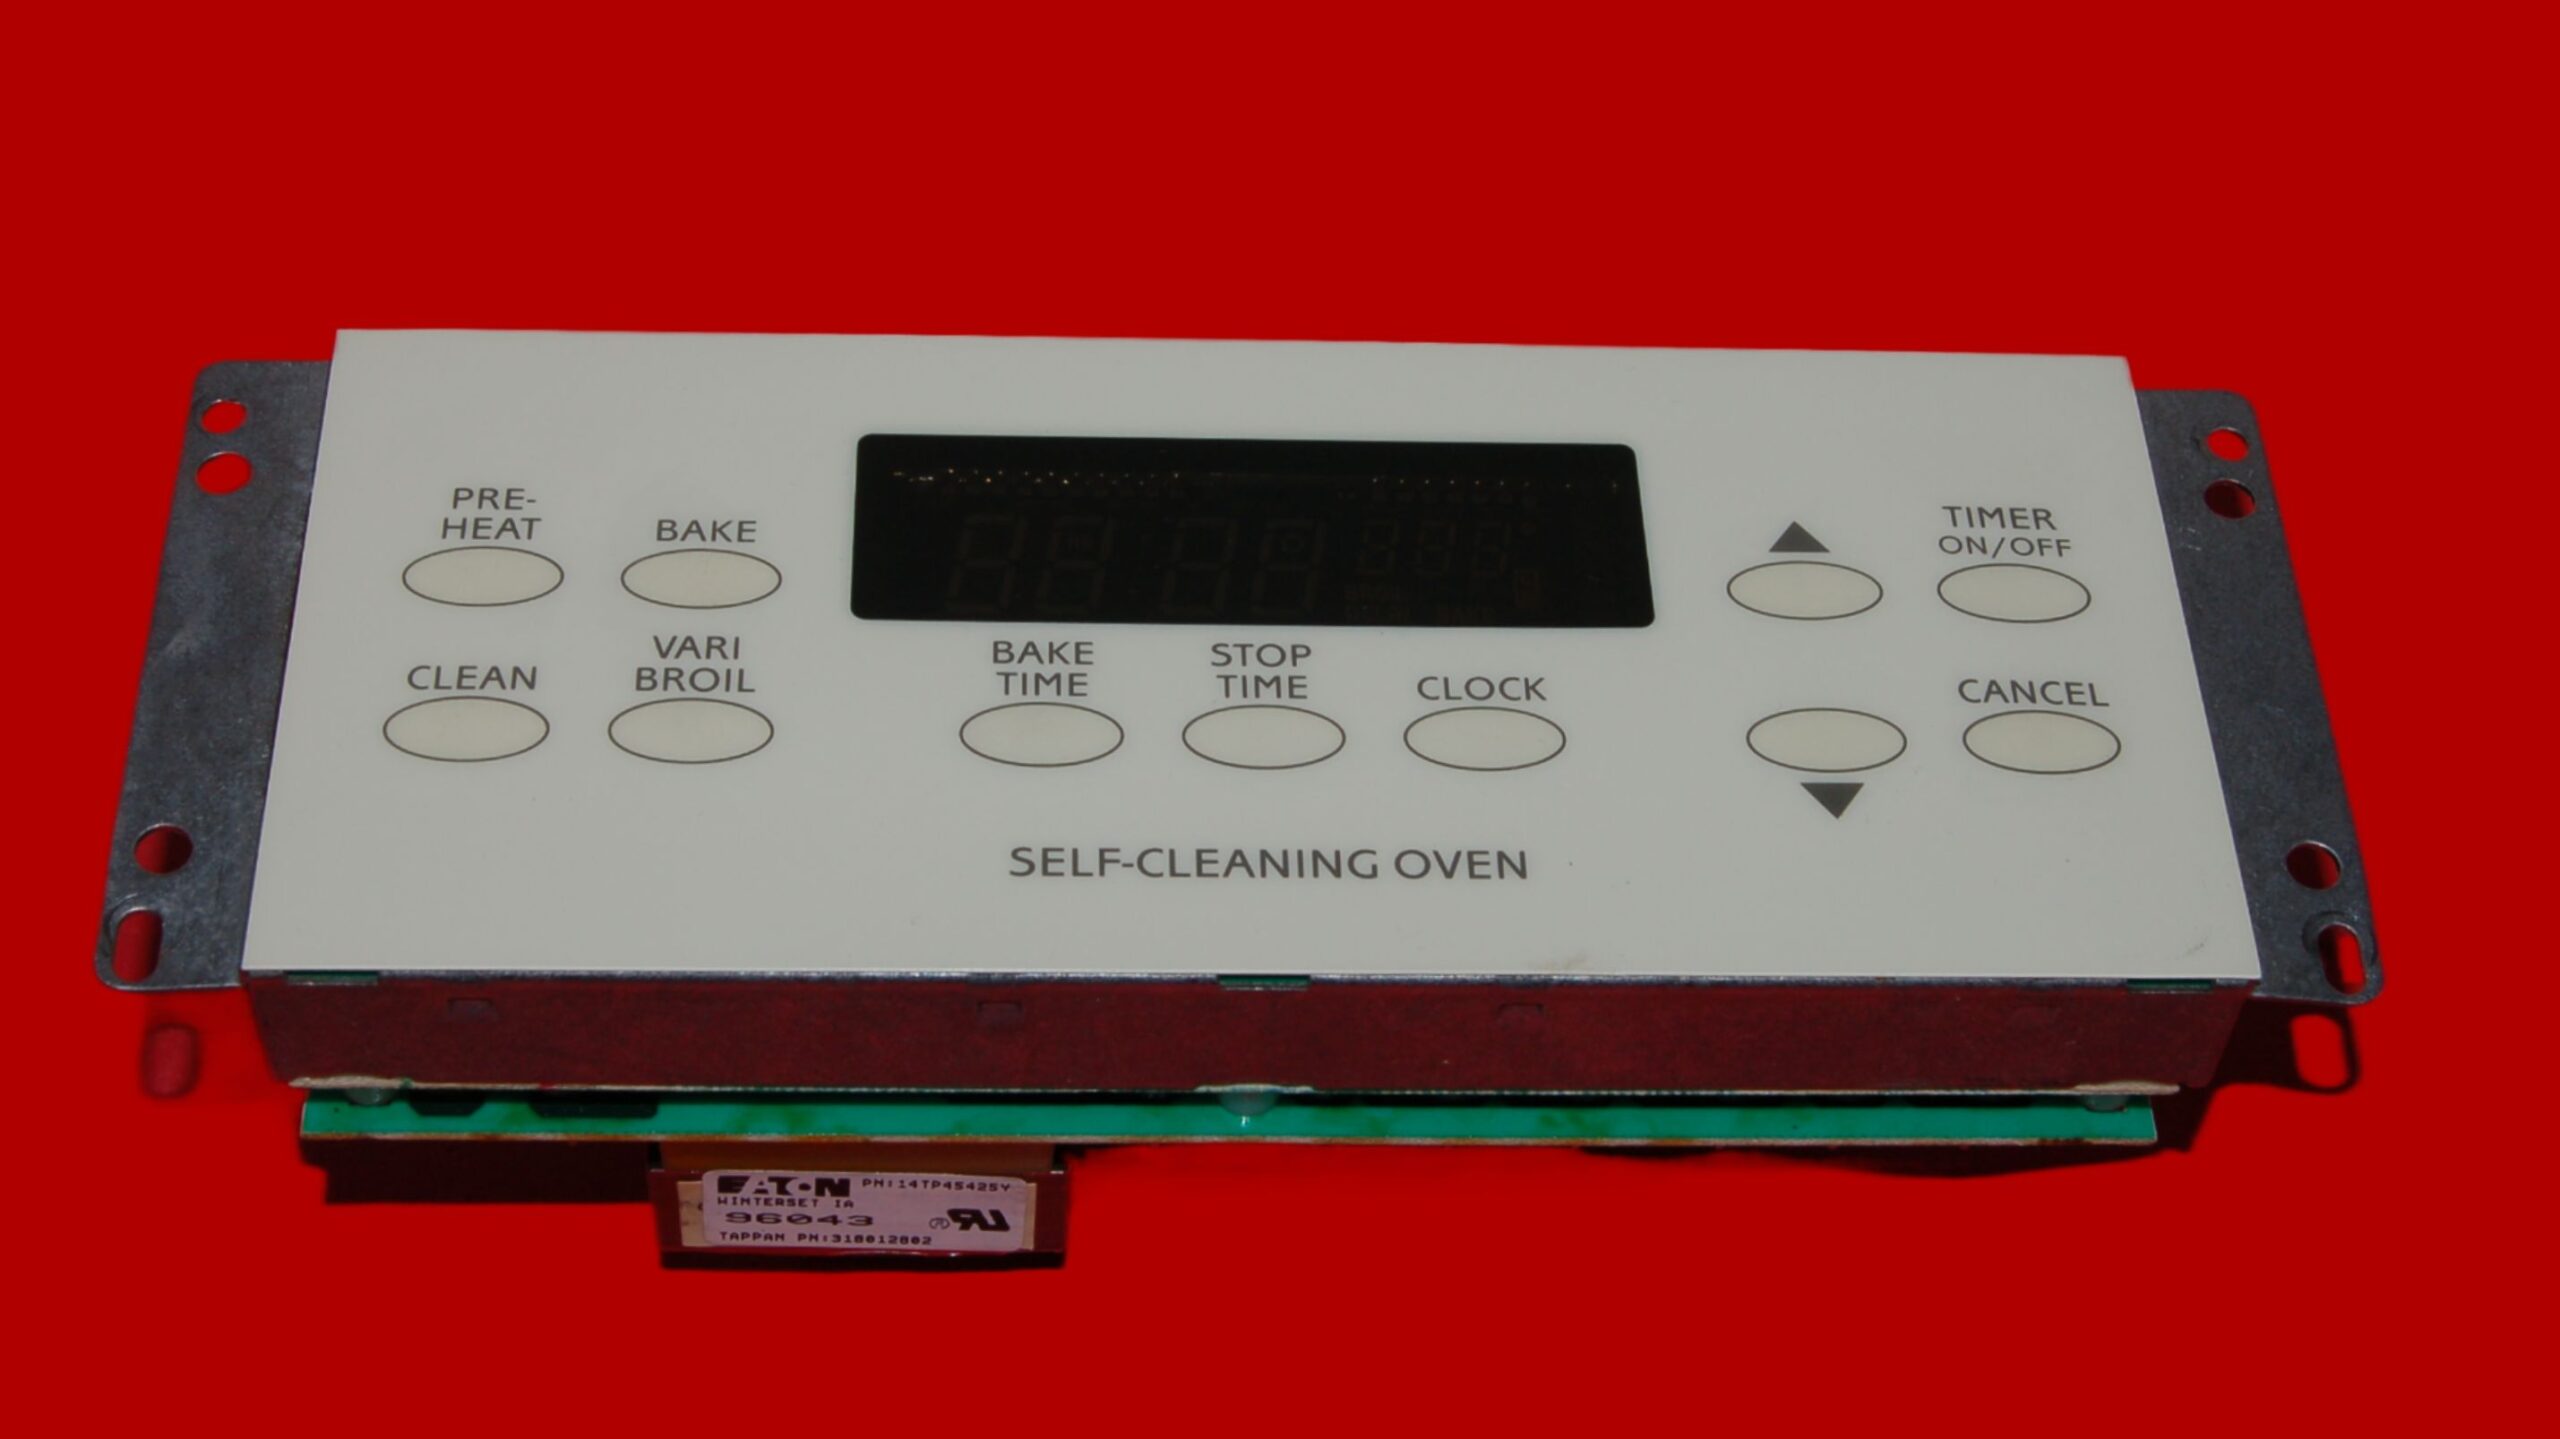 PRE-
HEAT
BAKE
TIMER
ON/OFF
CLEAN
VARI
BROIL
BAKE
TIME
STOP
TIME
CLOCK
CANCEL
SELF-CLEANING OVEN
EATON PN:14TP45425Y
WINTERSET IA
96043
TAPPAN PN:318012802